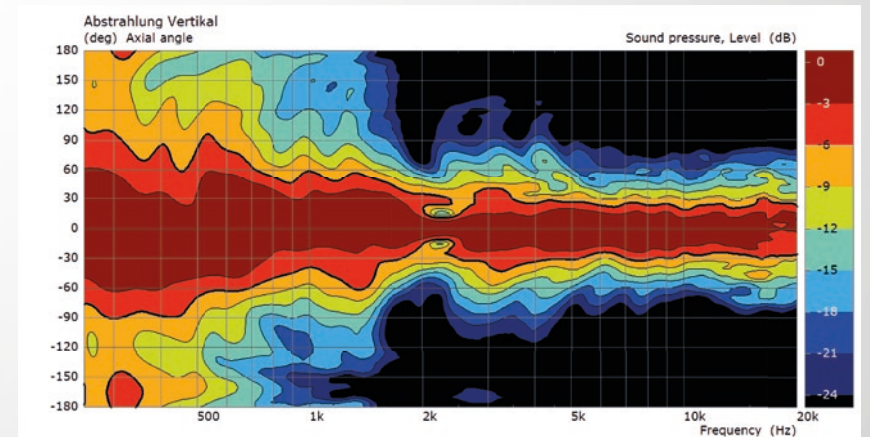 Abstrahlung Vertikal
(deg) Axial angle
Sound pressure, Level (dB)
180
150
120
90
60
30
0
-30
-60
-90
-120
-150
-180
500
1k
2k
5k
10k
20k
Frequency (Hz)
0
-3
-6
-9
-12
-15
-18
-21
-24